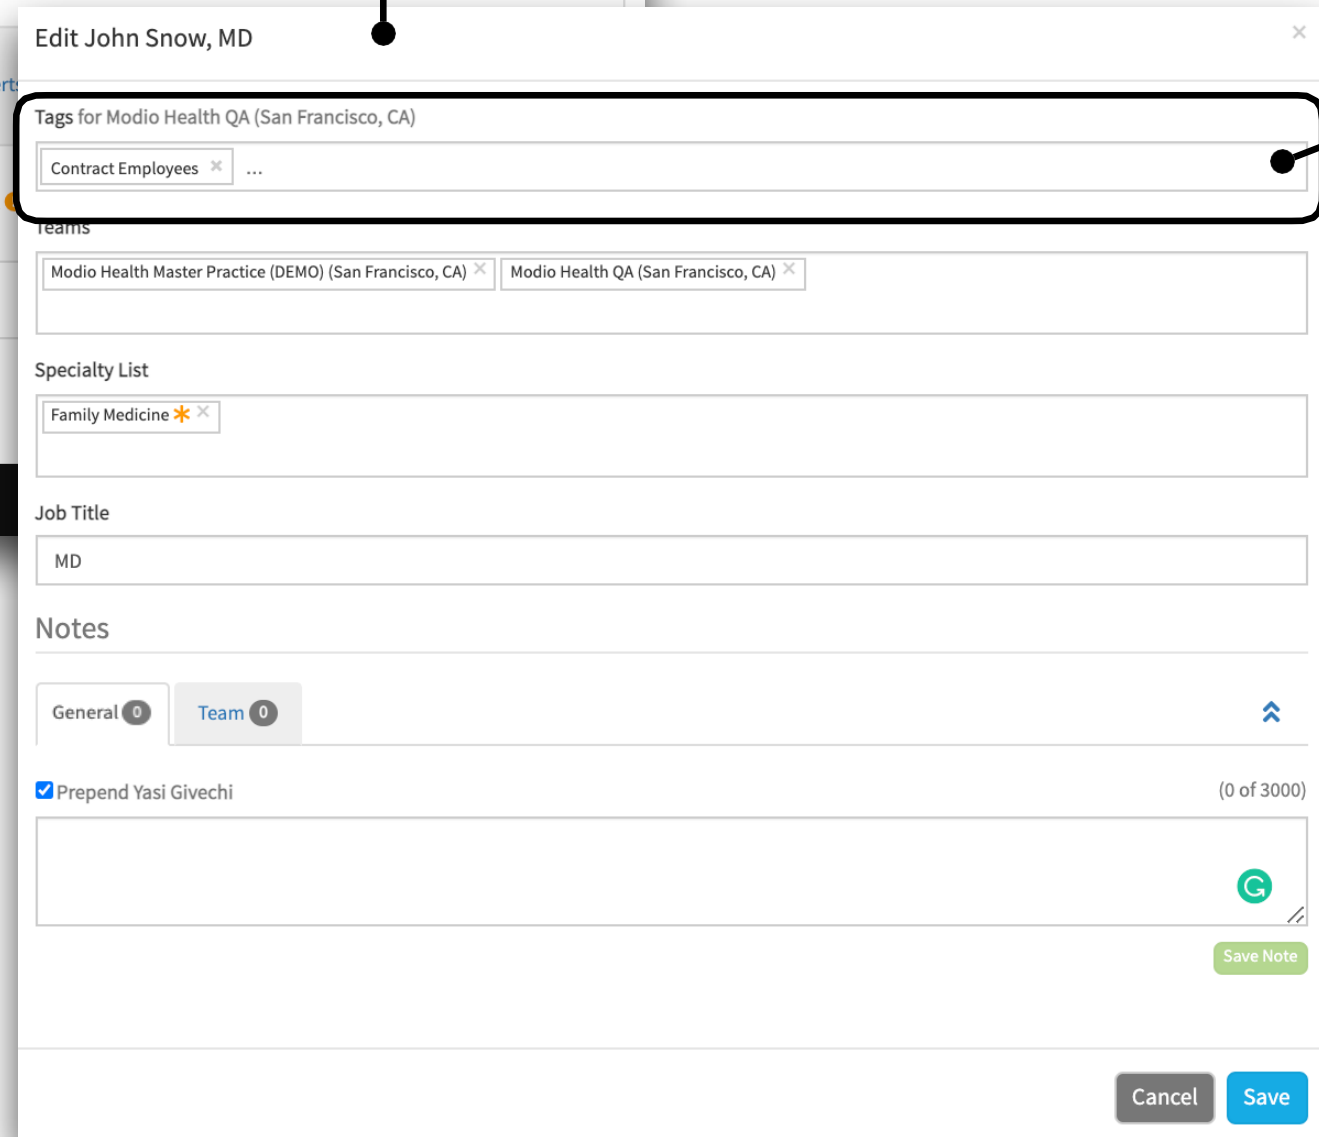 Edit John Snow, MD
×
erts
Tags for Modio Health QA (San Francisco, CA)
Contract Employees × ...
Teams
Modio Health Master Practice (DEMO) (San Francisco, CA) × Modio Health QA (San Francisco, CA) ×
Specialty List
Family Medicine * ×
Job Title
MD
Notes
General 0 Team 0
Prepend Yasi Givechi (0 of 3000)
Save Note
Cancel Save